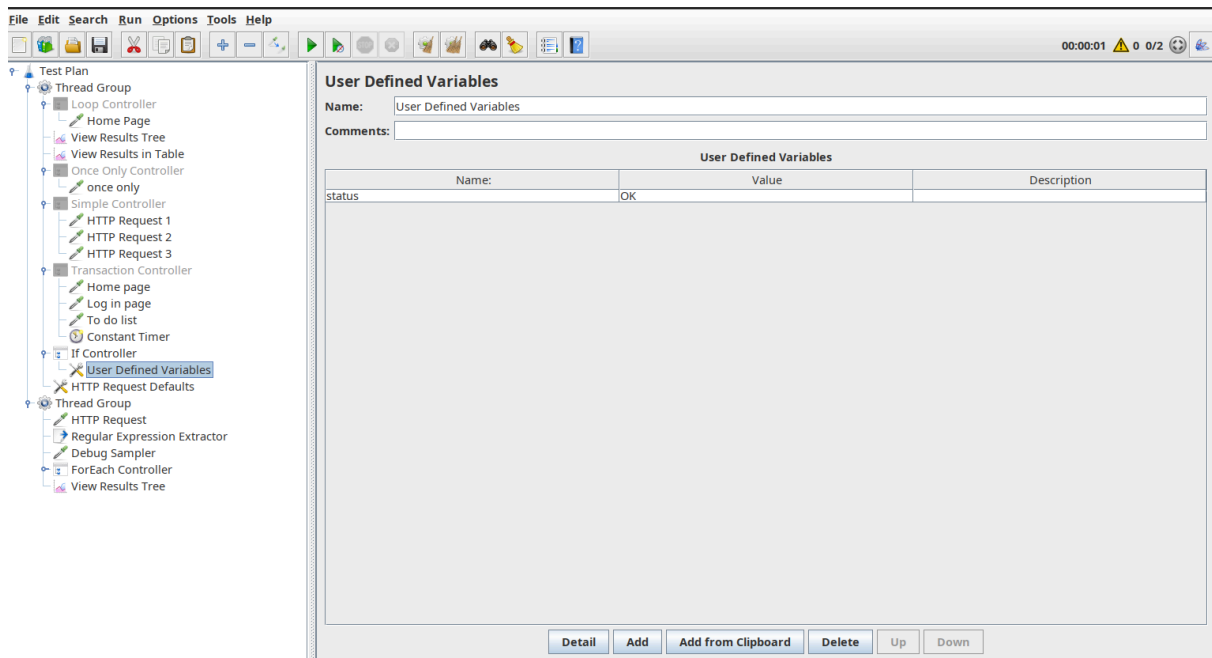 File Edit Search Run Options Tools Help
00:00:01 0 0/2
Test Plan
Thread Group
Loop Controller
Home Page
View Results Tree
View Results in Table
Once Only Controller
once only
Simple Controller
HTTP Request 1
HTTP Request 2
HTTP Request 3
Transaction Controller
Home page
Log in page
To do list
Constant Timer
If Controller
User Defined Variables
HTTP Request Defaults
Thread Group
HTTP Request
Regular Expression Extractor
Debug Sampler
ForEach Controller
View Results Tree
User Defined Variables
Name: User Defined Variables
Comments:
User Defined Variables
Name: Value Description
status OK
Detail Add Add from Clipboard Delete Up Down